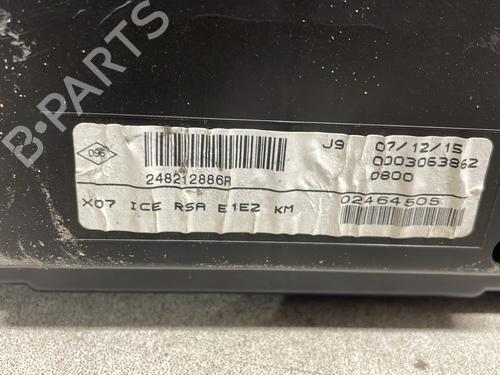 B-PARTS
096
248212886R
J9 07/12/15
0003063862
0800
X07 ICE RSA E1E2 KM
02464505